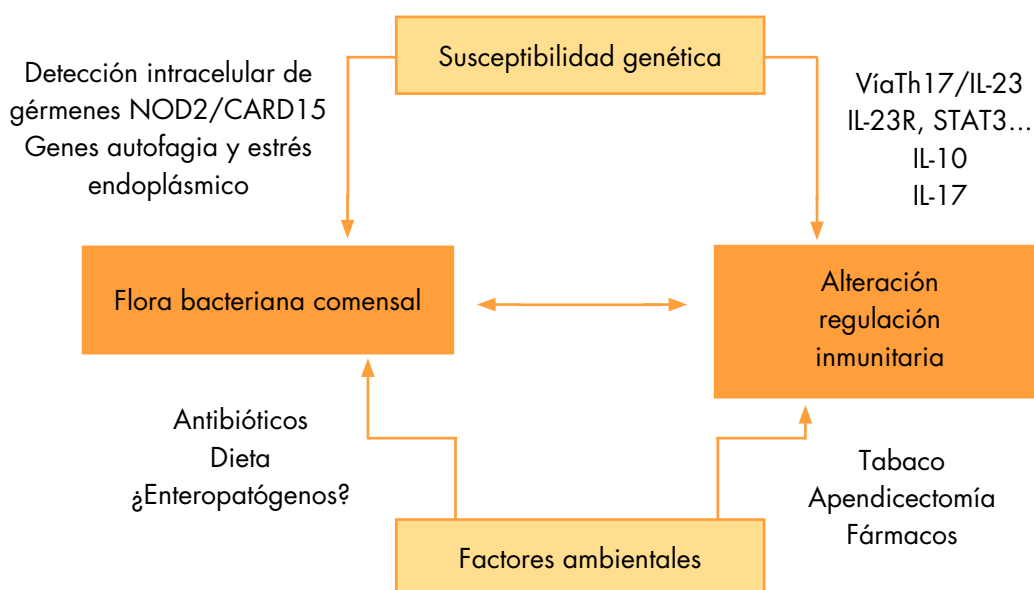 Susceptibilidad genética
Detección intracelular de
gérmenes NOD2/CARD15
Genes autofagia y estrés
endoplásmico
VíaTh17/IL-23
IL-23R, STAT3...
IL-10
IL-17
Flora bacteriana comensal
Alteración
regulación
inmunitaria
Antibióticos
Dieta
¿Enteropatógenos?
Tabaco
Apendicectomía
Fármacos
Factores ambientales